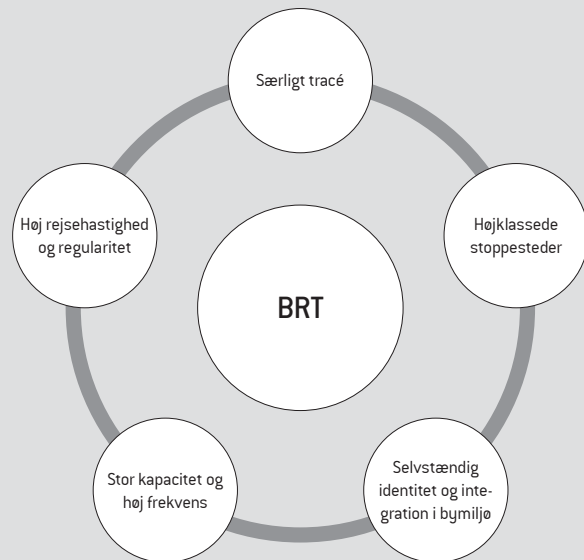 Særligt tracé
Høj rejsehastighed
og regularitet
Højklassede
stoppesteder
BRT
Stor kapacitet og
høj frekvens
Selvstændig
identitet og inte-
gration i bymiljø